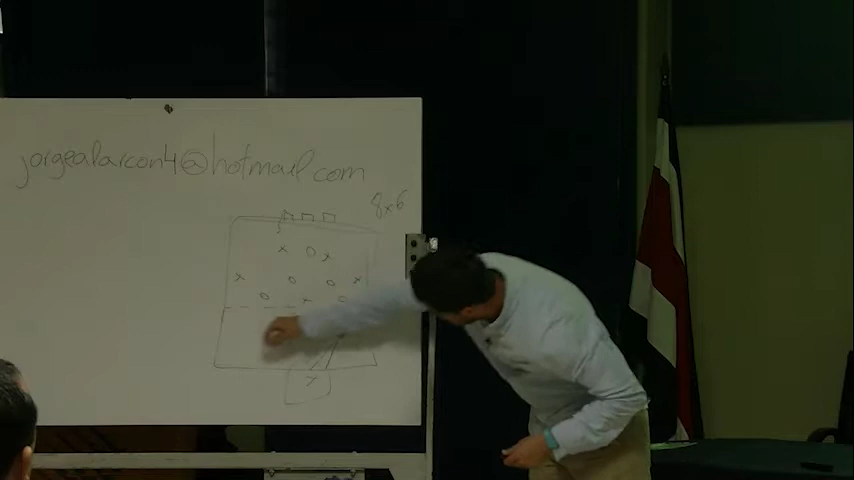 jorgealarcon4@hotmail.com
8x6
x o x
x o o x
o x o